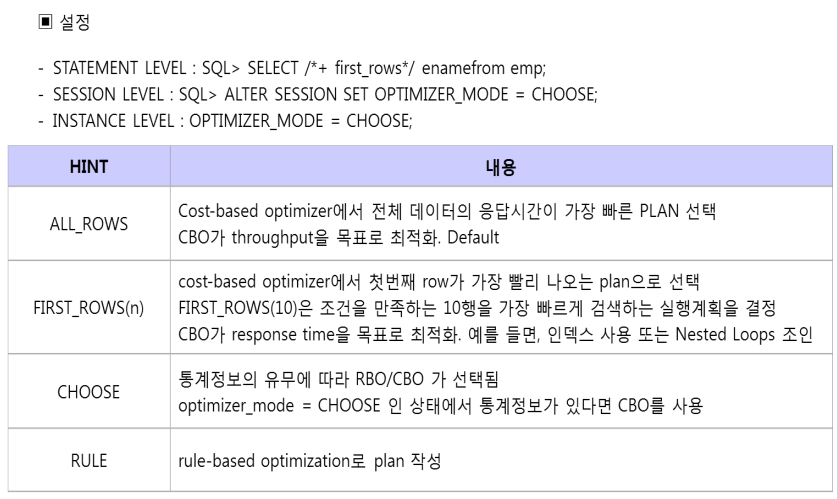 ▣ 설정
- STATEMENT LEVEL : SQL> SELECT /*+ first_rows*/ enamefrom emp;
- SESSION LEVEL : SQL> ALTER SESSION SET OPTIMIZER_MODE = CHOOSE;
- INSTANCE LEVEL : OPTIMIZER_MODE = CHOOSE;
HINT 내용
ALL_ROWS
Cost-based optimizer에서 전체 데이터의 응답시간이 가장 빠른 PLAN 선택
CBO가 throughput을 목표로 최적화. Default
FIRST_ROWS(n)
cost-based optimizer에서 첫번째 row가 가장 빨리 나오는 plan으로 선택
FIRST_ROWS(10)은 조건을 만족하는 10행을 가장 빠르게 검색하는 실행계획을 결정
CBO가 response time을 목표로 최적화. 예를 들면, 인덱스 사용 또는 Nested Loops 조인
CHOOSE
통계정보의 유무에 따라 RBO/CBO 가 선택됨
optimizer_mode = CHOOSE 인 상태에서 통계정보가 있다면 CBO를 사용
RULE
rule-based optimization로 plan 작성